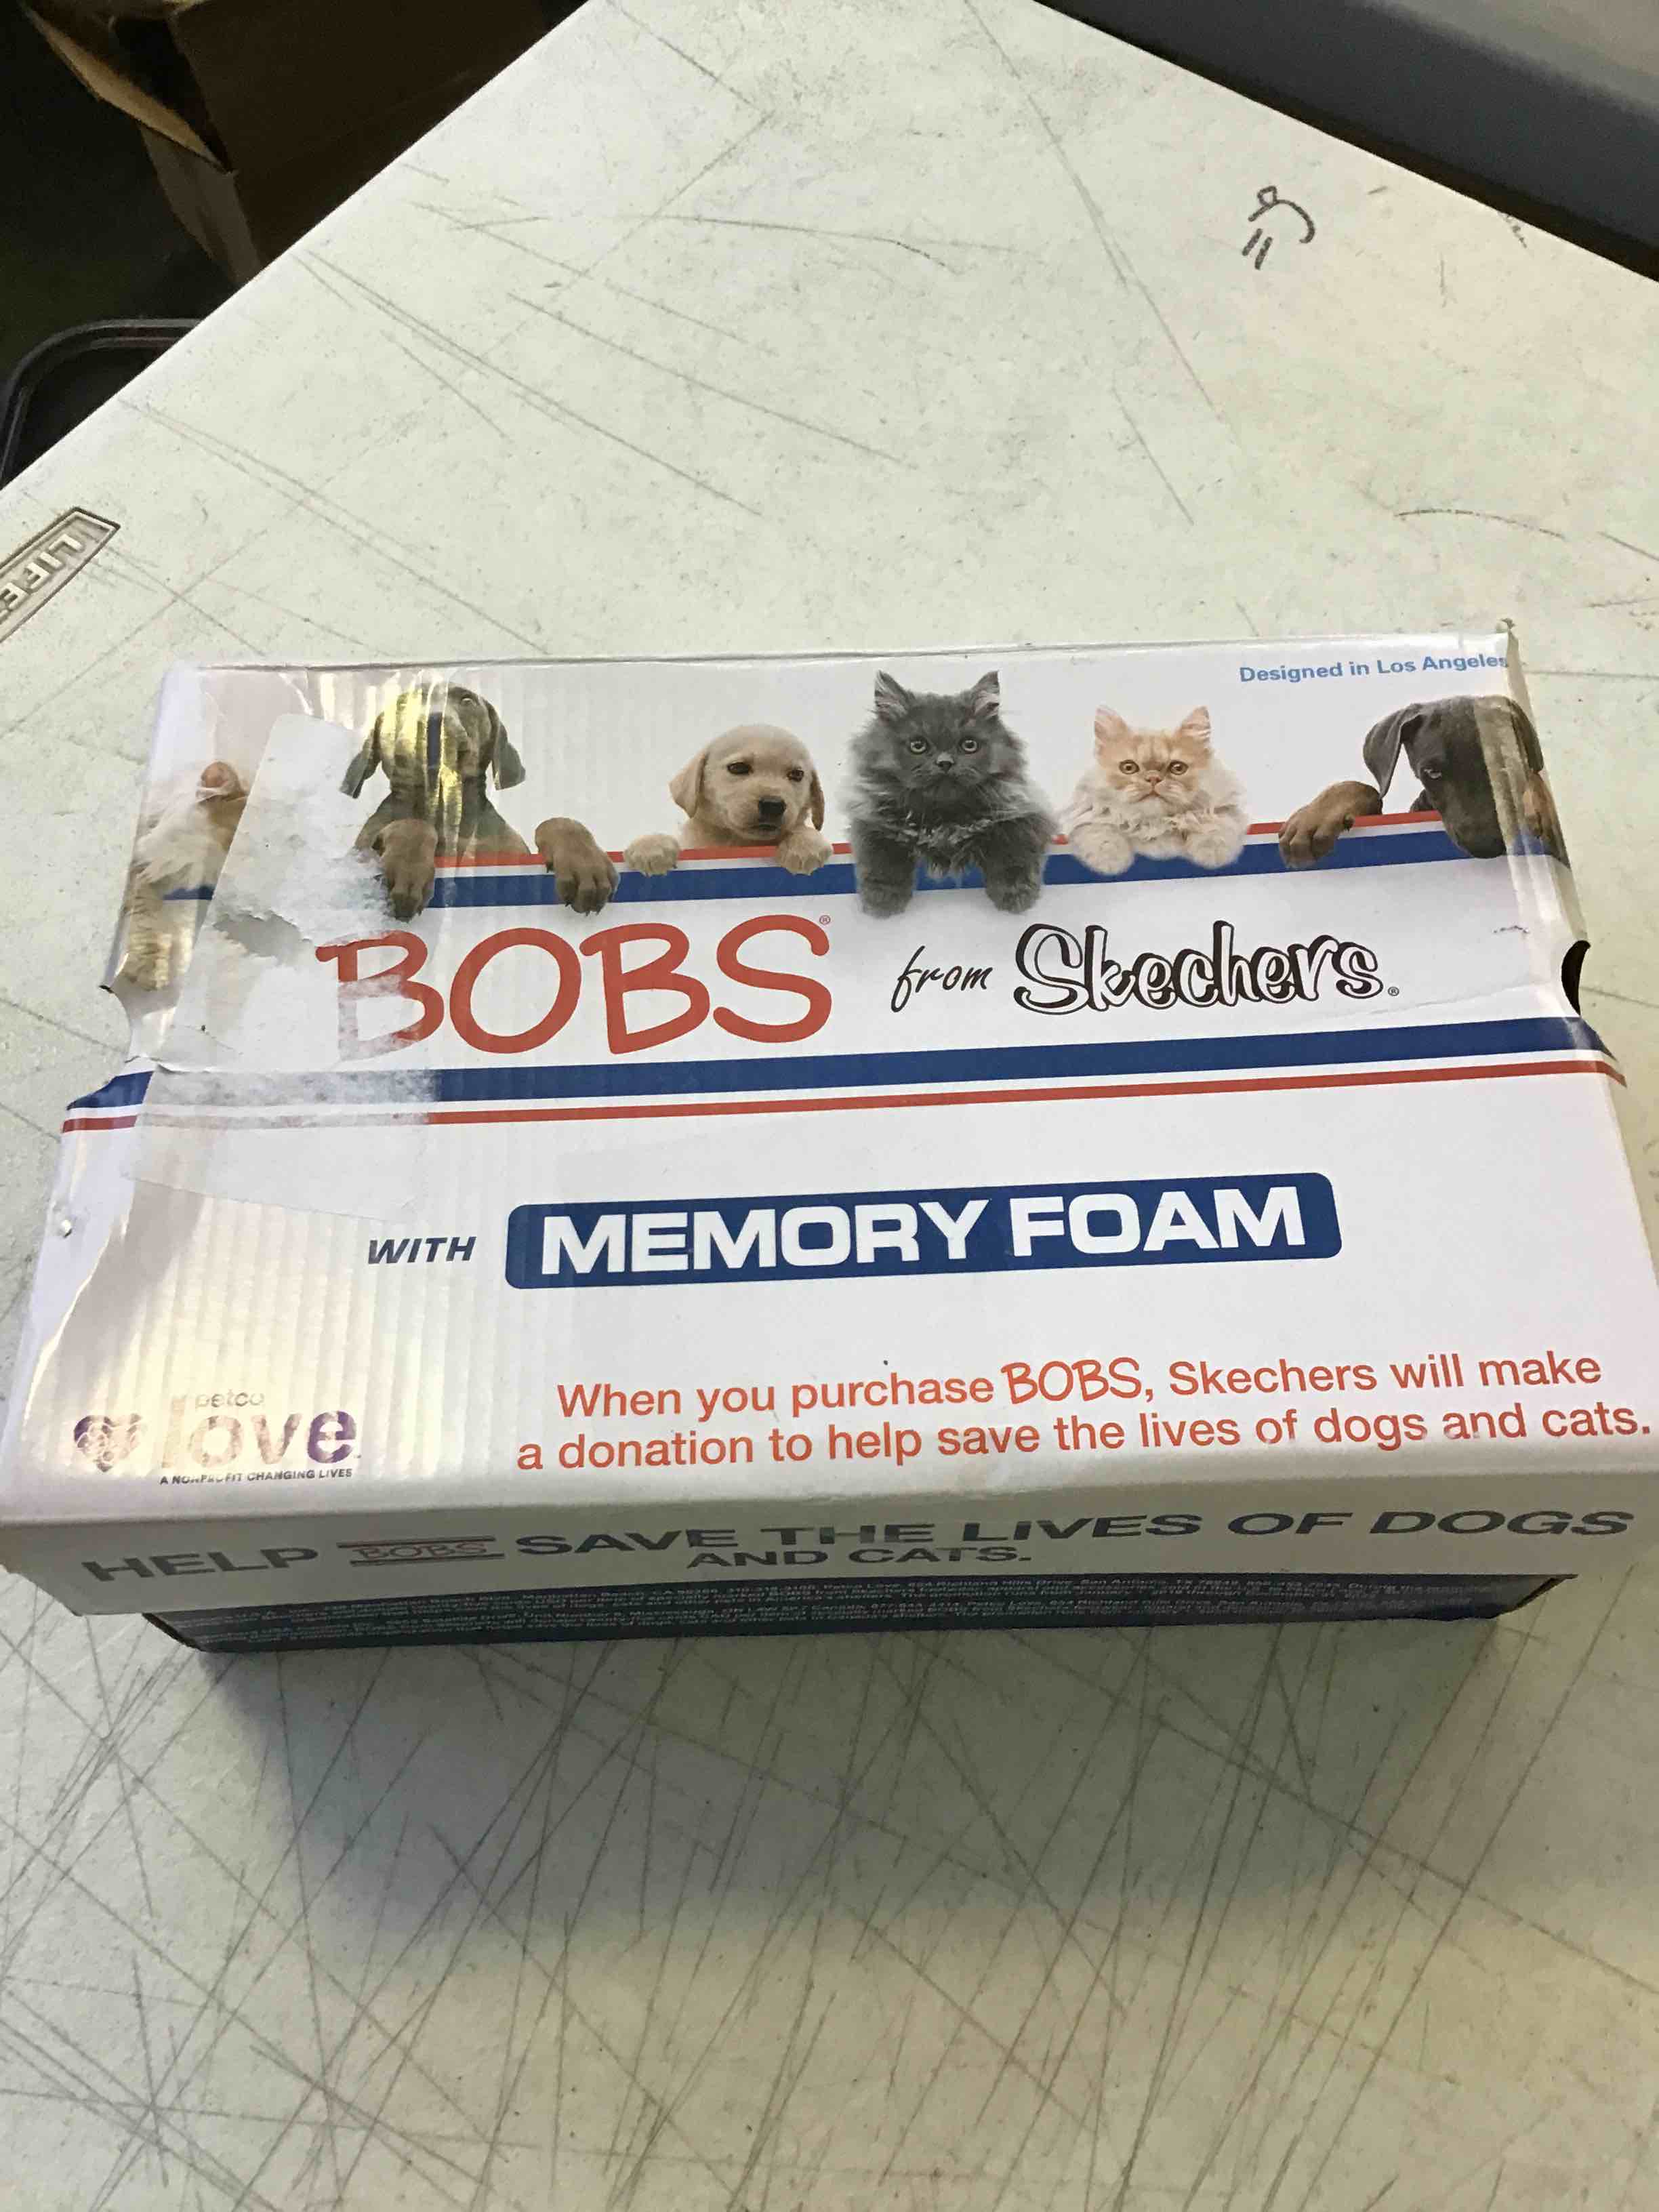 Designed in Los Angeles
BOBS® from Skechers®
WITH MEMORY FOAM
petco
love
A NONPROFIT CHANGING LIVES
When you purchase BOBS, Skechers will make
a donation to help save the lives of dogs and cats.
HELP BOBS SAVE THE LIVES OF DOGS
AND CATS.
LIFE